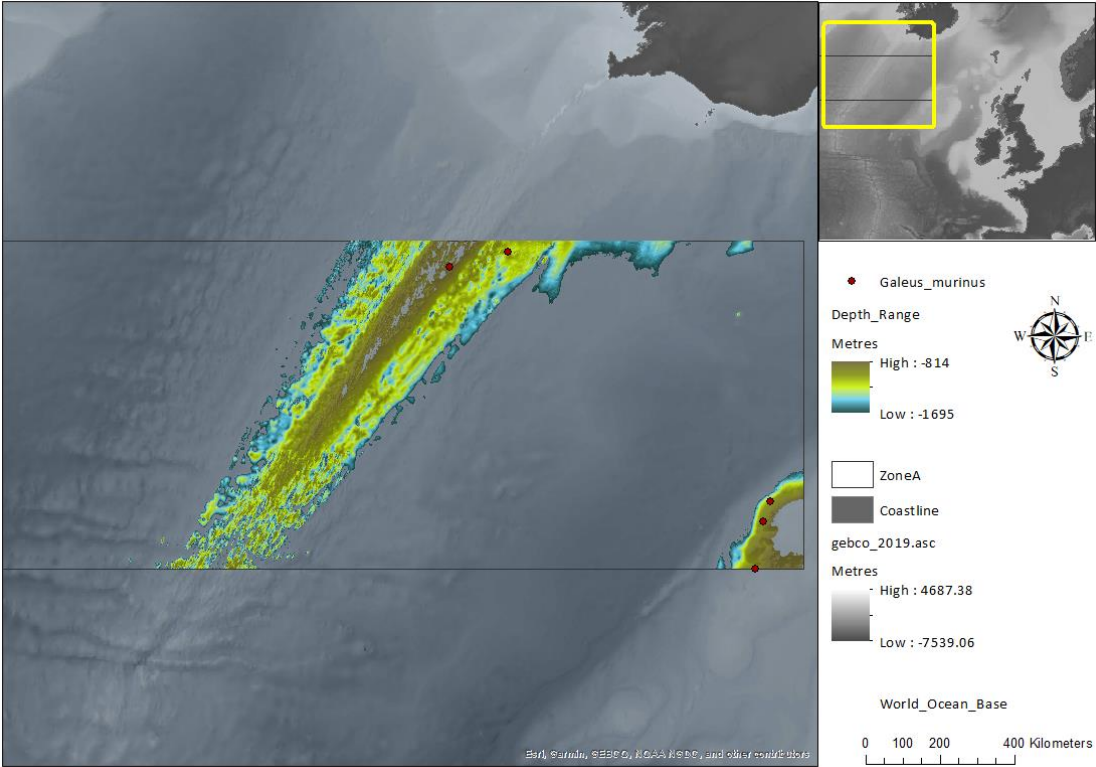 Galeus_murinus
Depth_Range
Metres
High : -814
Low : -1695
N
W E
S
ZoneA
Coastline
gebco_2019.asc
Metres
High : 4687.38
Low : -7539.06
World_Ocean_Base
0 100 200 400 Kilometers
Esri, Garmin, GEBCO, NOAA NGDC, and other contributors